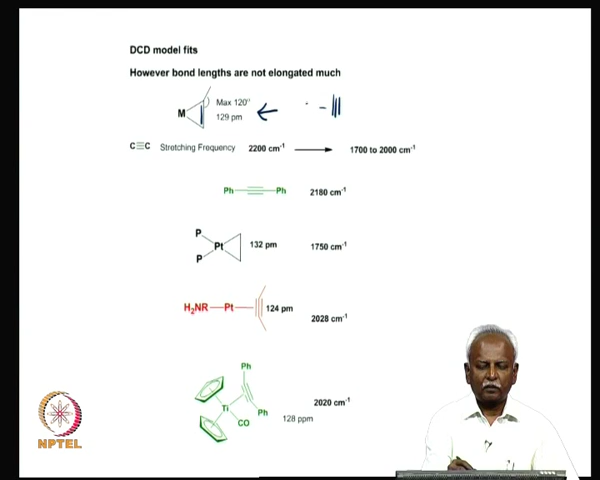 DCD model fits
However bond lengths are not elongated much
M Max 120°
129 pm
C≡C Stretching Frequency 2200 cm⁻¹ 1700 to 2000 cm⁻¹
Ph Ph 2180 cm⁻¹
P
Pt 132 pm 1750 cm⁻¹
P
H₂NR Pt 124 pm
2028 cm⁻¹
Ph
Ti Ph 2020 cm⁻¹
CO 128 ppm
NPTEL